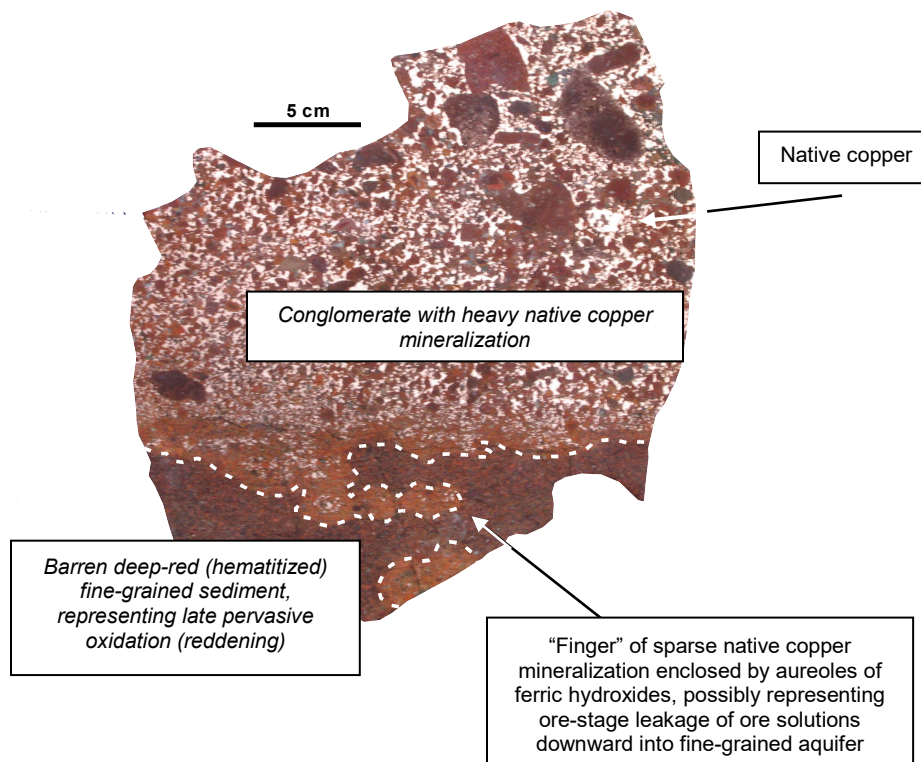 5 cm
Native copper
Conglomerate with heavy native copper
mineralization
Barren deep-red (hematitized)
fine-grained sediment,
representing late pervasive
oxidation (reddening)
“Finger” of sparse native copper
mineralization enclosed by aureoles of
ferric hydroxides, possibly representing
ore-stage leakage of ore solutions
downward into fine-grained aquifer